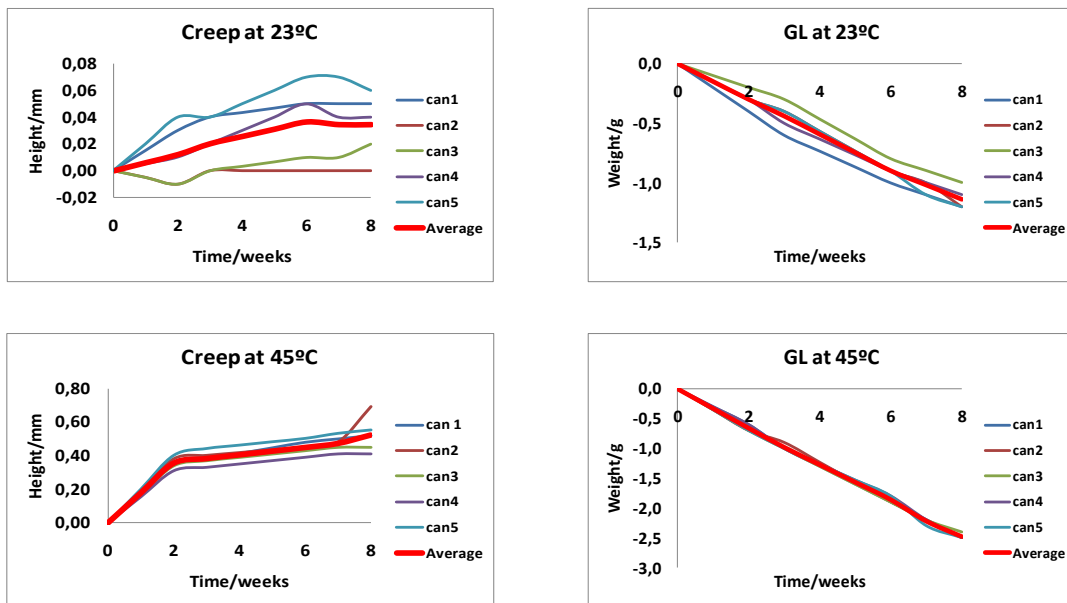 Creep at 23ºC
Height/mm
0,08
0,06
0,04
0,02
0,00
-0,02
0 2 4 6 8
Time/weeks
can1
can2
can3
can4
can5
Average
GL at 23ºC
Weight/g
0,0
-0,5
-1,0
-1,5
0 2 4 6 8
Time/weeks
can1
can2
can3
can4
can5
Average
Creep at 45ºC
Height/mm
0,80
0,60
0,40
0,20
0,00
0 2 4 6 8
Time/weeks
can 1
can2
can3
can4
can5
Average
GL at 45ºC
Weight/g
0,0
-0,5
-1,0
-1,5
-2,0
-2,5
-3,0
0 2 4 6 8
Time/weeks
can1
can2
can3
can4
can5
Average